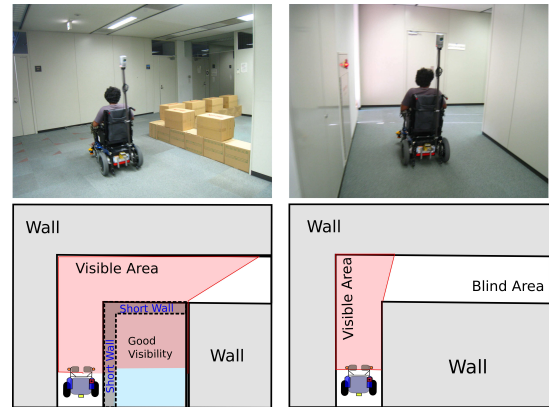 Wall
Visible Area
Short Wall
Short Wall
Good
Visibility
Wall
Wall
Visible Area
Blind Area
Wall